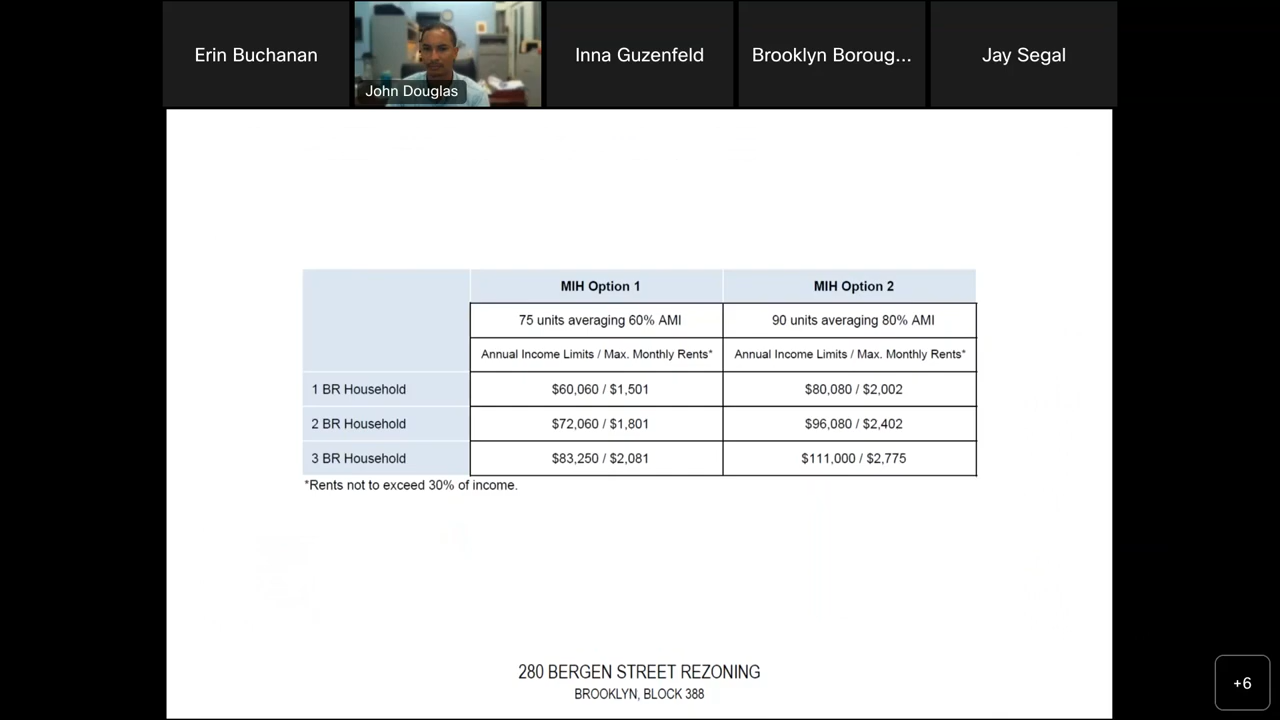 Erin Buchanan
John Douglas
Inna Guzenfeld
Brooklyn Boroug...
Jay Segal
MIH Option 1 MIH Option 2
75 units averaging 60% AMI 90 units averaging 80% AMI
Annual Income Limits / Max. Monthly Rents* Annual Income Limits / Max. Monthly Rents*
1 BR Household $60,060 / $1,501 $80,080 / $2,002
2 BR Household $72,060 / $1,801 $96,080 / $2,402
3 BR Household $83,250 / $2,081 $111,000 / $2,775
*Rents not to exceed 30% of income.
280 BERGEN STREET REZONING
BROOKLYN, BLOCK 388
+6